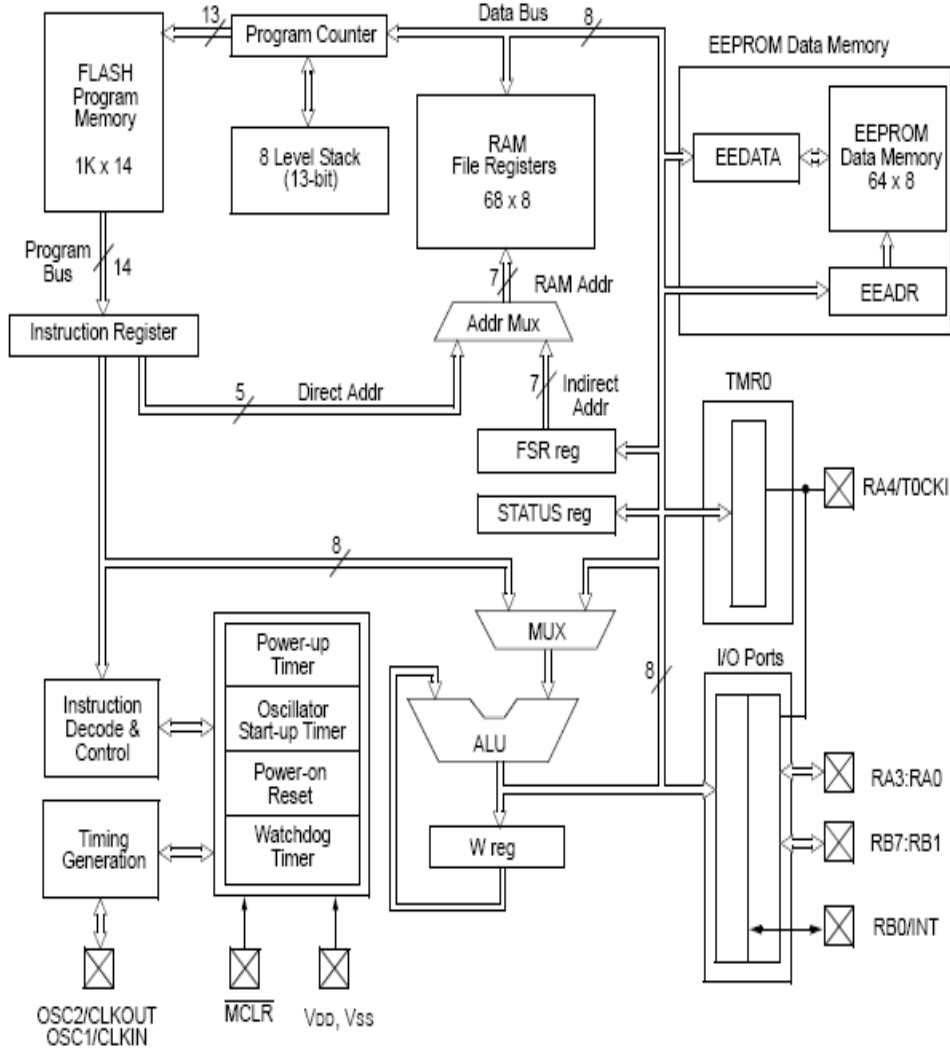 Data Bus
13
8
Program Counter
EEPROM Data Memory
FLASH
Program
Memory
1K x 14
8 Level Stack
(13-bit)
RAM
File Registers
68 x 8
EEDATA
EEPROM
Data Memory
64 x 8
EEADR
Program
Bus
14
7
RAM Addr
Instruction Register
Addr Mux
5
Direct Addr
7
Indirect
Addr
TMR0
FSR reg
RA4/T0CKI
STATUS reg
8
MUX
Power-up
Timer
8
I/O Ports
Instruction
Decode &
Control
Oscillator
Start-up Timer
ALU
Power-on
Reset
RA3:RA0
Timing
Generation
Watchdog
Timer
W reg
RB7:RB1
RB0/INT
OSC2/CLKOUT
OSC1/CLKIN
MCLR
VDD, VSS